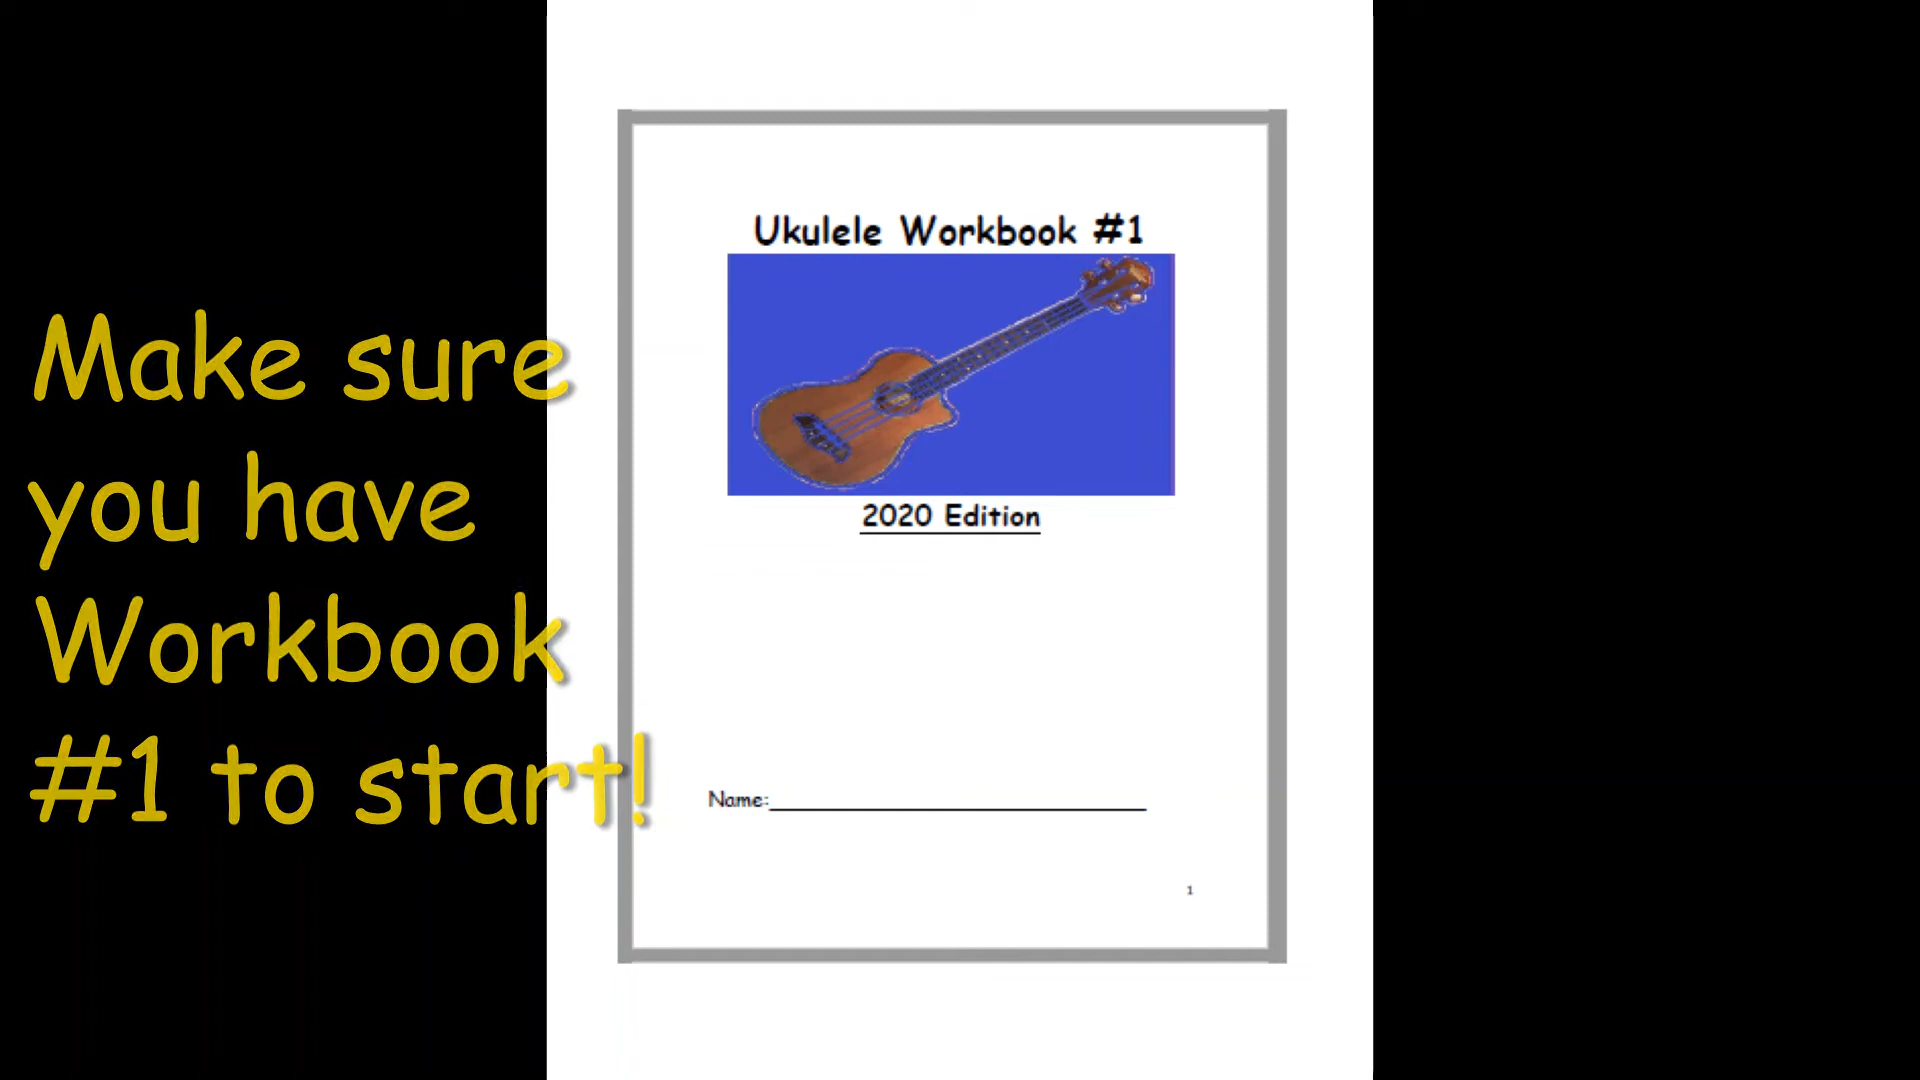 Make sure
you have
Workbook
#1 to start!
Ukulele Workbook #1
2020 Edition
Name:
1